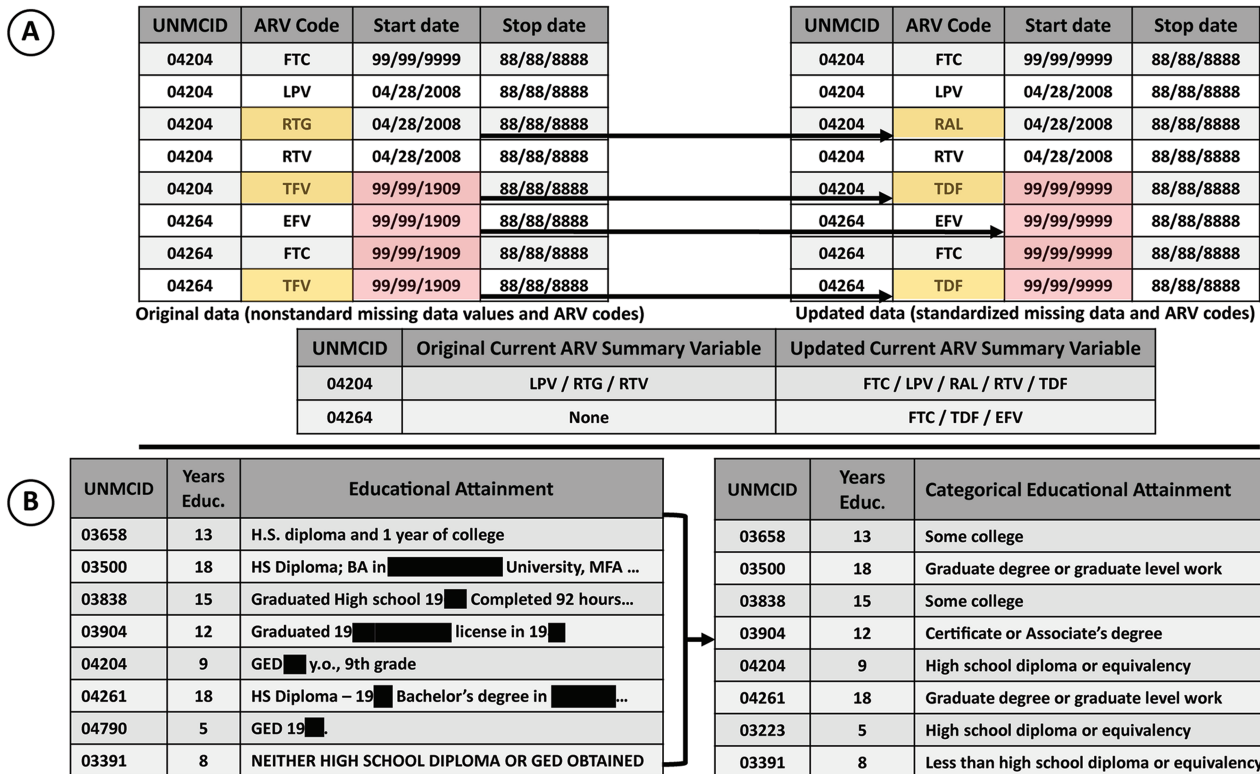 A
UNMCID ARV Code Start date Stop date
04204 FTC 99/99/9999 88/88/8888
04204 LPV 04/28/2008 88/88/8888
04204 RTG 04/28/2008 88/88/8888
04204 RTV 04/28/2008 88/88/8888
04204 TFV 99/99/1909 88/88/8888
04264 EFV 99/99/1909 88/88/8888
04264 FTC 99/99/1909 88/88/8888
04264 TFV 99/99/1909 88/88/8888
Original data (nonstandard missing data values and ARV codes)
UNMCID ARV Code Start date Stop date
04204 FTC 99/99/9999 88/88/8888
04204 LPV 04/28/2008 88/88/8888
04204 RAL 04/28/2008 88/88/8888
04204 RTV 04/28/2008 88/88/8888
04204 TDF 99/99/9999 88/88/8888
04264 EFV 99/99/9999 88/88/8888
04264 FTC 99/99/9999 88/88/8888
04264 TDF 99/99/9999 88/88/8888
Updated data (standardized missing data and ARV codes)
UNMCID Original Current ARV Summary Variable Updated Current ARV Summary Variable
04204 LPV / RTG / RTV FTC / LPV / RAL / RTV / TDF
04264 None FTC / TDF / EFV
B
UNMCID Years Educ. Educational Attainment
03658 13 H.S. diploma and 1 year of college
03500 18 HS Diploma; BA in University, MFA ...
03838 15 Graduated High school 19 Completed 92 hours...
03904 12 Graduated 19 license in 19
04204 9 GED y.o., 9th grade
04261 18 HS Diploma – 19 Bachelor's degree in ...
04790 5 GED 19 .
03391 8 NEITHER HIGH SCHOOL DIPLOMA OR GED OBTAINED
UNMCID Years Educ. Categorical Educational Attainment
03658 13 Some college
03500 18 Graduate degree or graduate level work
03838 15 Some college
03904 12 Certificate or Associate's degree
04204 9 High school diploma or equivalency
04261 18 Graduate degree or graduate level work
03223 5 High school diploma or equivalency
03391 8 Less than high school diploma or equivalency